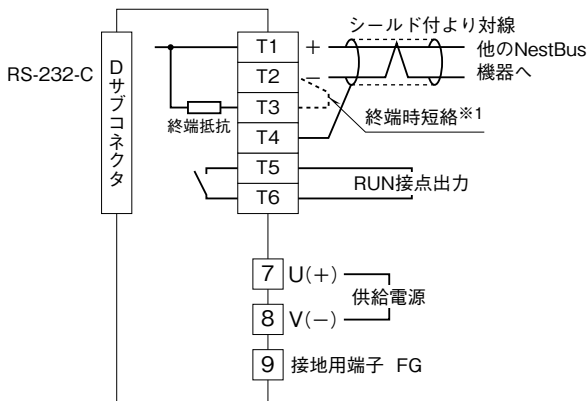 シールド付より対線
RS-232-C
Dサブコネクタ
T1
+
他のNestBus
機器へ
T2
−
T3
終端抵抗
終端時短絡※1
T4
T5
RUN接点出力
T6
7
U(+)
供給電源
8
V(−)
9
接地用端子 FG